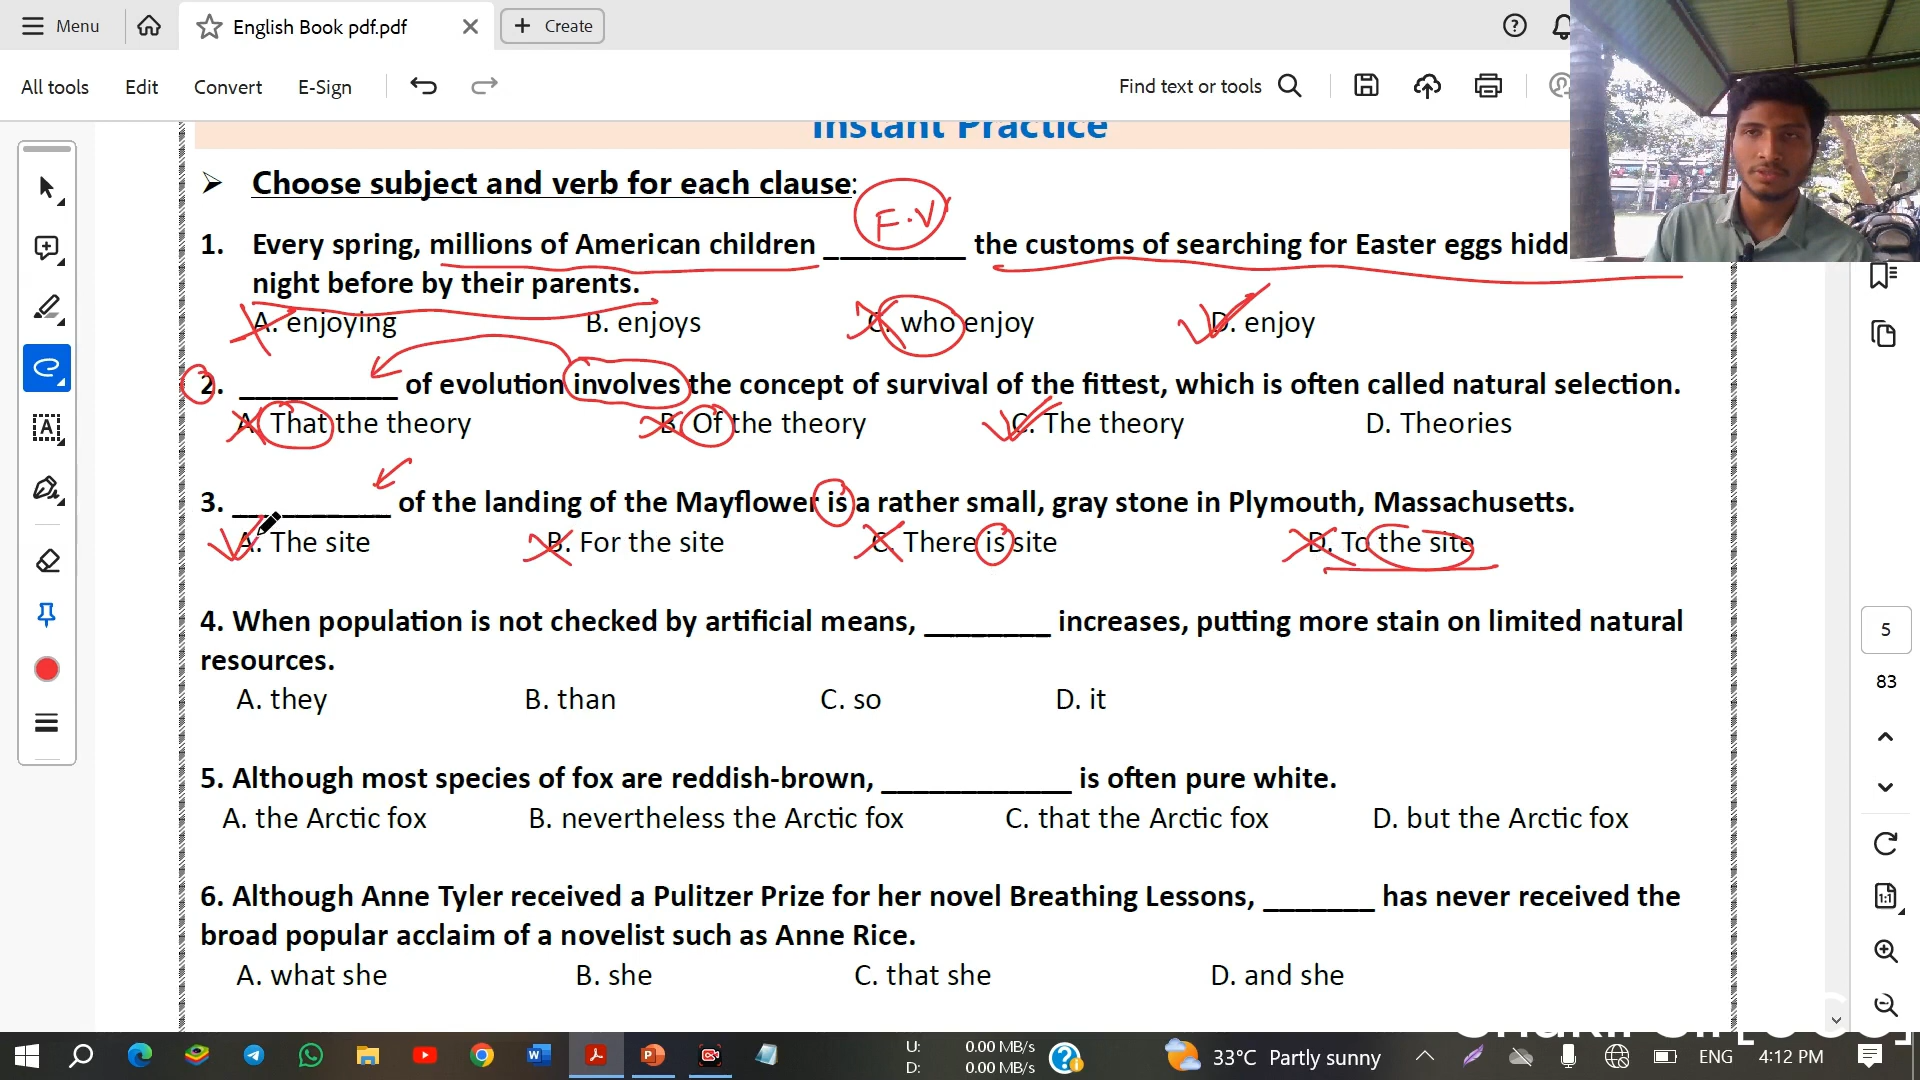 Menu
English Book pdf.pdf
Create
All tools
Edit
Convert
E-Sign
Find text or tools
Instant Practice
Choose subject and verb for each clause:
F.V
1. Every spring, millions of American children _________ the customs of searching for Easter eggs hidd
night before by their parents.
A. enjoying B. enjoys C. who enjoy D. enjoy
2. __________ of evolution involves the concept of survival of the fittest, which is often called natural selection.
A. That the theory B. Of the theory C. The theory D. Theories
3. __________ of the landing of the Mayflower is a rather small, gray stone in Plymouth, Massachusetts.
A. The site B. For the site C. There is site D. To the site
4. When population is not checked by artificial means, ________ increases, putting more stain on limited natural
resources.
A. they B. than C. so D. it
5. Although most species of fox are reddish-brown, ____________ is often pure white.
A. the Arctic fox B. nevertheless the Arctic fox C. that the Arctic fox D. but the Arctic fox
6. Although Anne Tyler received a Pulitzer Prize for her novel Breathing Lessons, _______ has never received the
broad popular acclaim of a novelist such as Anne Rice.
A. what she B. she C. that she D. and she
5
83
U: 0.00 MB/s
D: 0.00 MB/s
33°C Partly sunny
ENG
4:12 PM